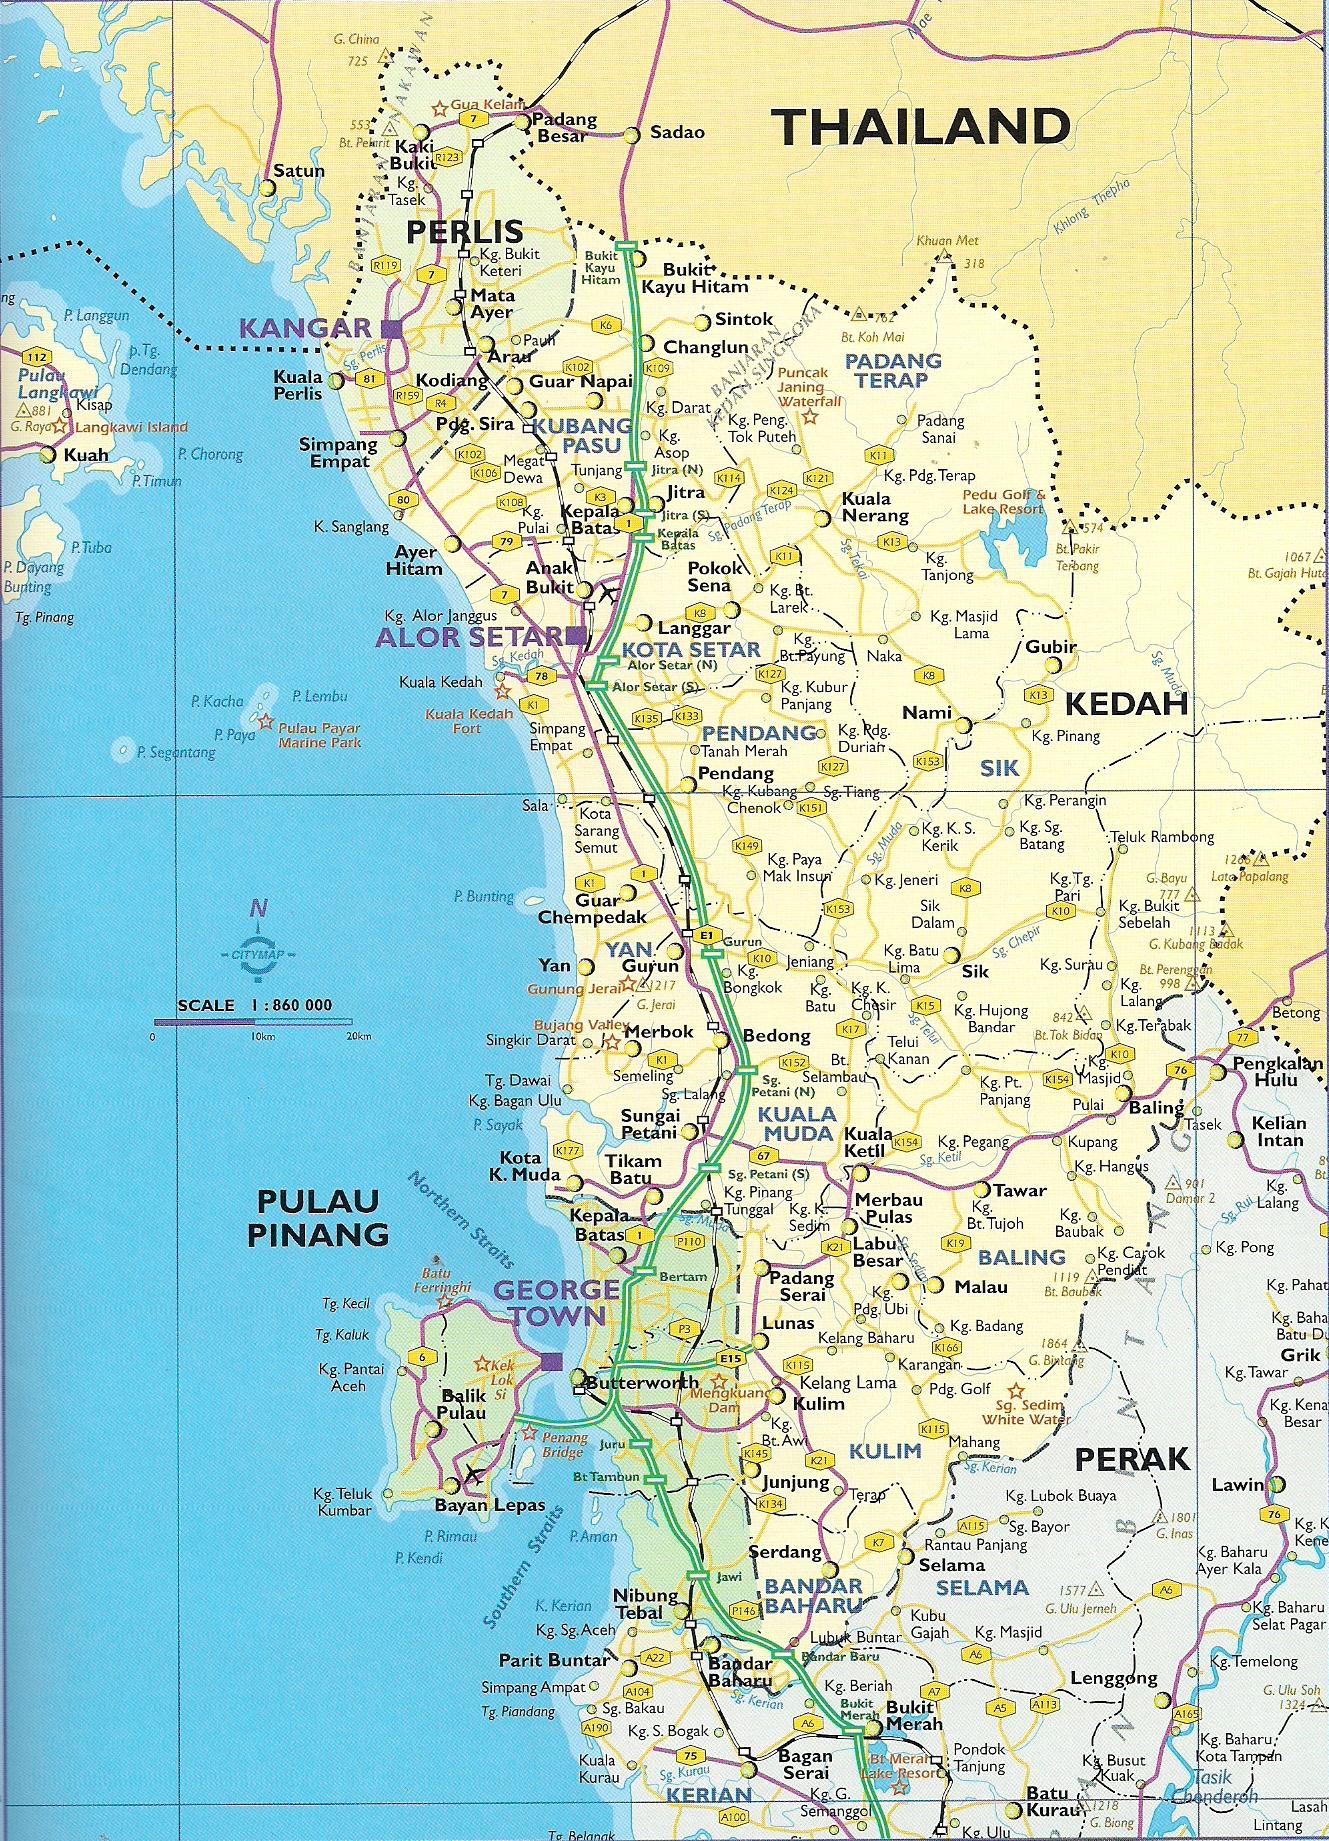 G. China
725
Gua Kelam
7
Padang
Besar
Sadao
THAILAND
Mae
553
Bt. Pekarit
Kaki
Bukit
R123
Satun
Kg.
Tasek
BANJARAN NAKAWAN
PERLIS
Khlong Thepha
Khuan Met
318
R119
7
Kg. Bukit
Keteri
Bukit
Kayu
Hitam
Bukit
Kayu Hitam
Mata
Ayer
P. Langgun
KANGAR
Sg. Perlis
K6
Sintok
762
Bt. Koh Mai
112
P. Tg.
Dendang
Pauh
Arau
Changlun
BANJARAN
KEDAH SINGGORA
PADANG
TERAP
Pulau
Langkawi
Kuala
Perlis
81
Kodiang
K102
Guar Napai
K109
Puncak
Janing
Waterfall
881
G. Raya
Kisap
Langkawi Island
R159
R4
Kg. Darat
Pdg. Sira
KUBANG
PASU
Kg. Peng.
Tok Puteh
Padang
Sanai
Kuah
P. Chorong
Simpang
Empat
K102
K106
Megat
Dewa
Kg.
Asop
K11
P. Timun
Tunjang
Jitra (N)
K114
K121
K124
Kg. Pdg. Terap
80
K108
K3
Jitra
Kuala
Nerang
Pedu Golf &
Lake Resort
K. Sanglang
Kg.
Pulai
Kepala
Batas
1
Jitra (S)
Sg. Padang Terap
Kepala
Batas
574
Bt. Pakir
Terbang
P. Tuba
79
K13
Ayer
Hitam
Sg. Tekai
Kg.
Tanjong
1067
P. Dayang
Bunting
Anak
Bukit
Pokok
Sena
K11
Tg. Pinang
7
Kg. Bt.
Larek
Kg. Alor Janggus
K8
Kg. Masjid
Lama
ALOR SETAR
Langgar
Kg.
Bt. Payung
Naka
Gubir
Sg. Kedah
KOTA SETAR
Alor Setar (N)
Sg. Muda
Kuala Kedah
78
Alor Setar (S)
K127
K8
K13
P. Kacha
P. Lembu
K1
Kg. Kubur
Panjang
KEDAH
P. Paya
Pulau Payar
Marine Park
Kuala Kedah
Fort
K135
K133
Nami
P. Segantang
Simpang
Empat
PENDANG
Kg. Pdg.
Durian
Kg. Pinang
Tanah Merah
K127
K153
SIK
Pendang
Kg. Kubang
Chenok
Sg. Tiang
K151
Sala
Kota
Sarang
Semut
Kg. Perangin
K149
Sg. Muda
Kg. K. S.
Kerik
Kg. Sg.
Batang
Teluk Rambong
Kg. Paya
Mak Insun
Kg. Jeneri
K8
Kg. Tg.
Pari
1266
Lata Papalang
P. Bunting
K1
1
Guar
Chempedak
K153
Sik
Dalam
K10
G. Bayu
777
Kg. Bukit
Sebelah
N
CITYMAP
E1
YAN
Gurun
Gurun
1113
G. Kubang Badak
Yan
K10
Jeniang
Kg. Batu
Lima
Sik
Sg. Chepir
Kg. Surau
Bt. Perenggan
998
Gunung Jerai
1217
G. Jerai
Kg.
Bongkok
Kg.
Batu
Kg. K.
Chesir
K15
Kg. Hujong
Bandar
Kg.
Lalang
SCALE 1 : 860 000
0
10km
20km
Bujang Valley
Singkir Darat
Merbok
Bedong
K17
Sg. Telui
842
Bt. Tok Bidan
Kg. Terabak
Betong
Telui
Kanan
77
K1
Semeling
K152
Bt.
Selambau
K10
Tg. Dawai
Kg. Bagan Ulu
Sg.
Petani (N)
Kg. Pt.
Panjang
K154
Kg.
Masjid
76
Pengkalan
Hulu
P. Sayak
Sg. Lalang
Sungai
Petani
KUALA
MUDA
Pulai
Baling
Tasek
Kuala
Ketil
K154
Kg. Pegang
Kupang
Kelian
Intan
K177
67
Sg. Ketil
Kota
K. Muda
Tikam
Batu
Sg. Petani (S)
Kg. Hangus
Northern Straits
PULAU
PINANG
Kg. Pinang
Tunggal
Kg. K.
Sedim
Merbau
Pulas
Tawar
901
Damar 2
Kg.
Lalang
Kepala
Batas
1
Sg. Muda
K21
Kg.
Bt. Tujoh
Sg. Rui
P110
Labu
Besar
K19
Kg.
Baubak
Batu
Ferringhi
GEORGE
TOWN
Bertam
Sg. Sedim
BALING
Kg. Carok
Pendiat
Kg. Pong
Padang
Serai
Malau
1119
Bt. Baubak
Tg. Kecil
Kg.
Pdg. Ubi
Tg. Kaluk
P3
Lunas
Kg. Badang
6
Kelang Baharu
1864
G. Bintang
Batu D
Grik
Kg. Pantai
Aceh
Kek
Lok
Si
E15
K115
K166
Karangan
Kg. Tawar
Balik
Pulau
Butterworth
Mengkuang
Dam
Kelang Lama
Pdg. Golf
Sg. Sedim
White Water
Kulim
Penang
Bridge
Juru
Kg.
Bt. Awi
K115
Kg. Kena
Besar
Bt Tambun
K145
K21
KULIM
Mahang
PERAK
Kg. Teluk
Kumbar
Bayan Lepas
Junjung
Sg. Kerian
Lawin
P. Rimau
P. Kendi
Southern Straits
P. Aman
K134
Terap
Kg. Lubok Buaya
76
A115
Sg. Bayor
1801
G. Inas
K7
Rantau Panjang
Serdang
Selama
Kg. Baharu
Ayer Kala
Jawi
BANDAR
BAHARU
SELAMA
1577
G. Ulu Jerneh
A6
K. Kerian
Nibung
Tebal
P146
Kubu
Gajah
Kg. Masjid
Kg. Baharu
Selat Pagar
Kg. Sg. Aceh
Lubuk Buntar
Parit Buntar
A22
Bandar
Baharu
Bandar Baru
A6
Lenggong
Kg. Temelong
Simpang Ampat
A104
Sg. Kerian
Kg. Beriah
A7
A5
A113
G. Ulu Soh
1324
Tg. Piandang
Sg. Bakau
Bukit
Merah
Bukit
Merah
A165
A190
Kg. S. Bogak
A6
Kg. Baharu
Kota Tampan
Kuala
Kurau
75
Bagan
Serai
Bt Merah
Lake Resort
Pondok
Tanjung
Kg. Busut
Kuak
Tasik
Chenderoh
Sg. Kurau
KERIAN
Kg. G.
Semanggol
Batu
Kurau
1218
G. Biong
A100
Kg. Ulu
Tg. Belanak
Lasah
Lintang